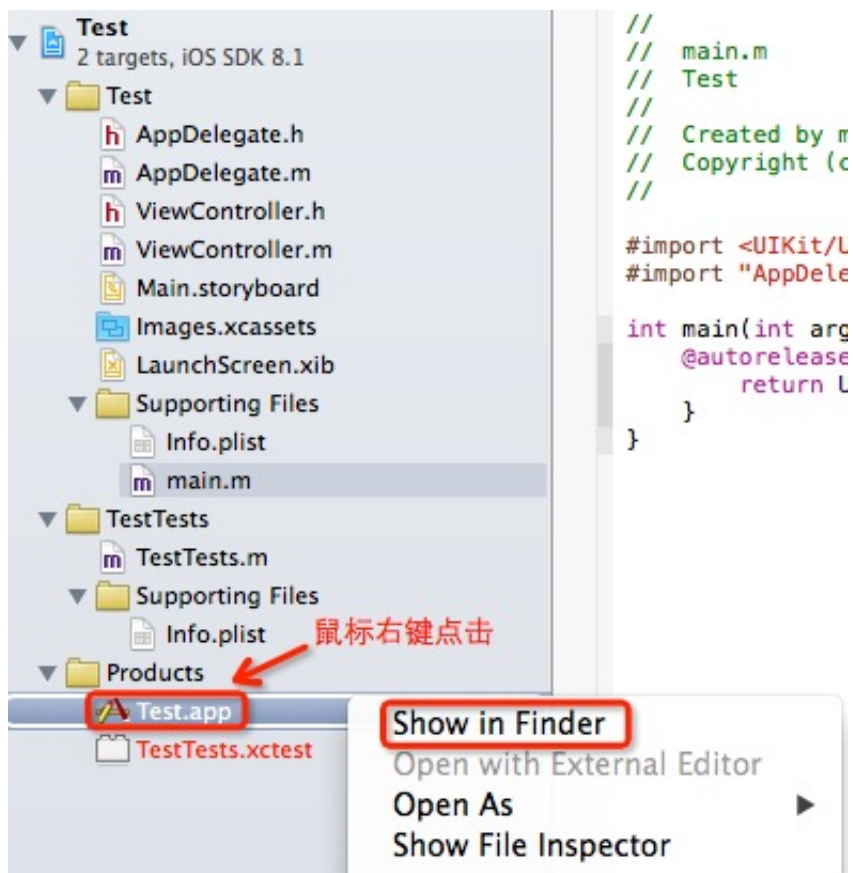 Test
2 targets, iOS SDK 8.1
Test
h AppDelegate.h
m AppDelegate.m
h ViewController.h
m ViewController.m
Main.storyboard
Images.xcassets
LaunchScreen.xib
Supporting Files
Info.plist
m main.m
TestTests
m TestTests.m
Supporting Files
Info.plist
鼠标右键点击
Products
Test.app
TestTests.xctest
Show in Finder
Open with External Editor
Open As
Show File Inspector
//
// main.m
// Test
//
// Created by m
// Copyright (c
//
#import <UIKit/U
#import "AppDele
int main(int arg
@autorelease
return U
}
}